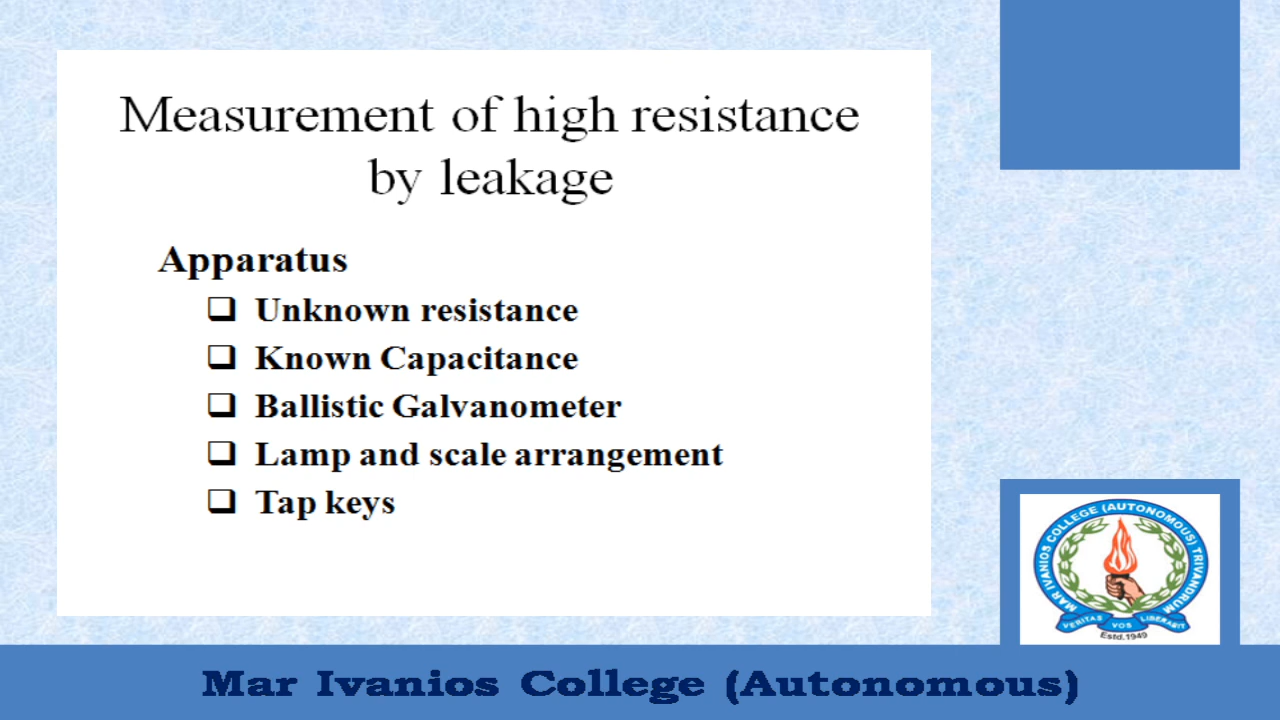 Measurement of high resistance
by leakage
Apparatus
❑ Unknown resistance
❑ Known Capacitance
❑ Ballistic Galvanometer
❑ Lamp and scale arrangement
❑ Tap keys
MAR IVANIOS COLLEGE (AUTONOMOUS) TRIVANDRUM
VERITAS VOS LIBERABIT
Estd.1949
Mar Ivanios College (Autonomous)